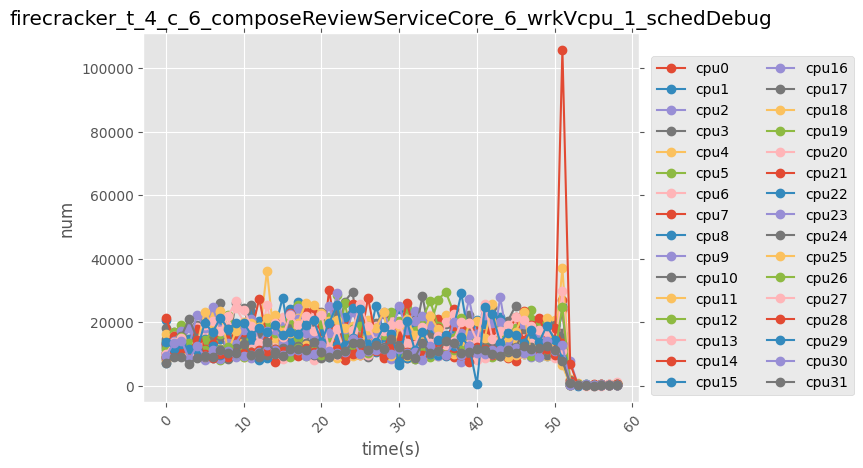 firecracker_t_4_c_6_composeReviewServiceCore_6_wrkVcpu_1_schedDebug
100000
80000
60000
40000
20000
0
num
0
10
20
30
40
50
60
time(s)
cpu0
cpu1
cpu2
cpu3
cpu4
cpu5
cpu6
cpu7
cpu8
cpu9
cpu10
cpu11
cpu12
cpu13
cpu14
cpu15
cpu16
cpu17
cpu18
cpu19
cpu20
cpu21
cpu22
cpu23
cpu24
cpu25
cpu26
cpu27
cpu28
cpu29
cpu30
cpu31